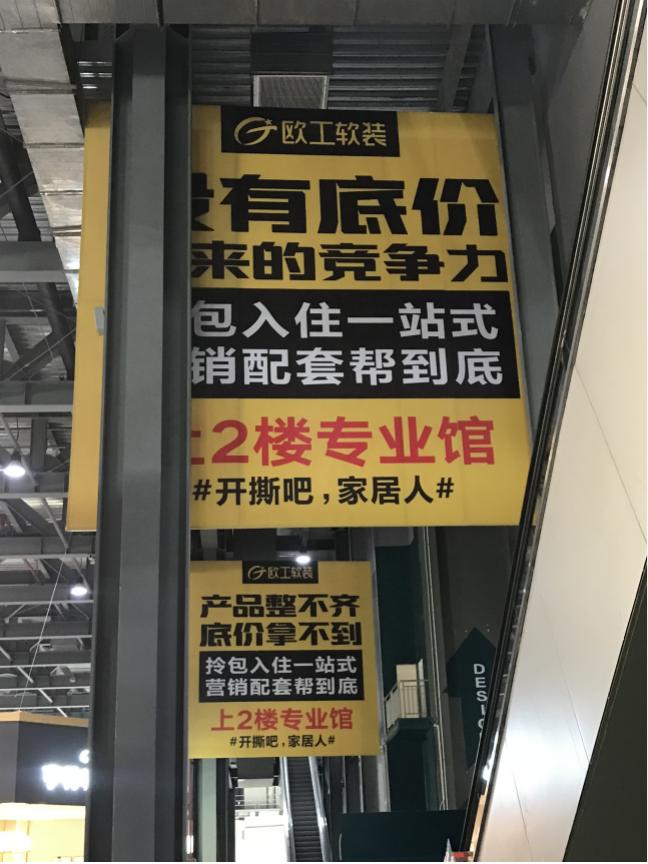 欧工软装
没有底价
来的竞争力
包入住一站式
销配套帮到底
上2楼专业馆
#开撕吧,家居人#
欧工软装
产品整不齐
底价拿不到
拎包入住一站式
营销配套帮到底
上2楼专业馆
#开撕吧,家居人#